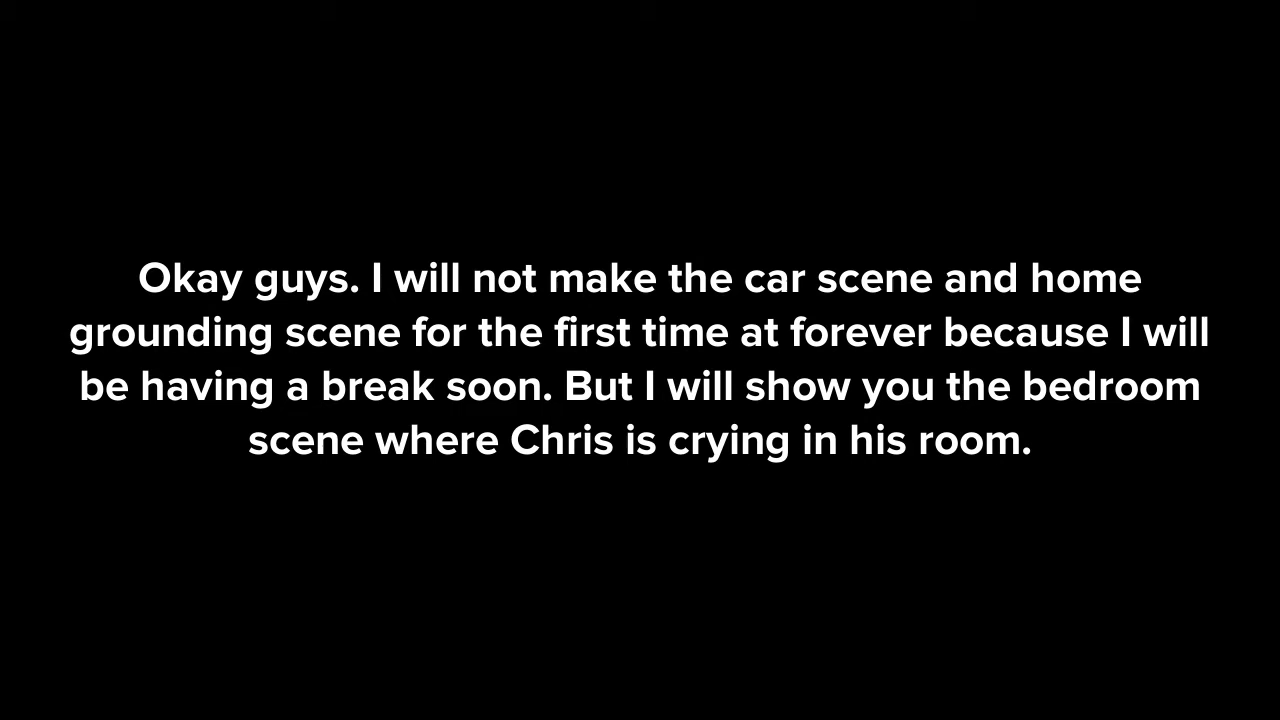 Okay guys. I will not make the car scene and home
grounding scene for the first time at forever because I will
be having a break soon. But I will show you the bedroom
scene where Chris is crying in his room.